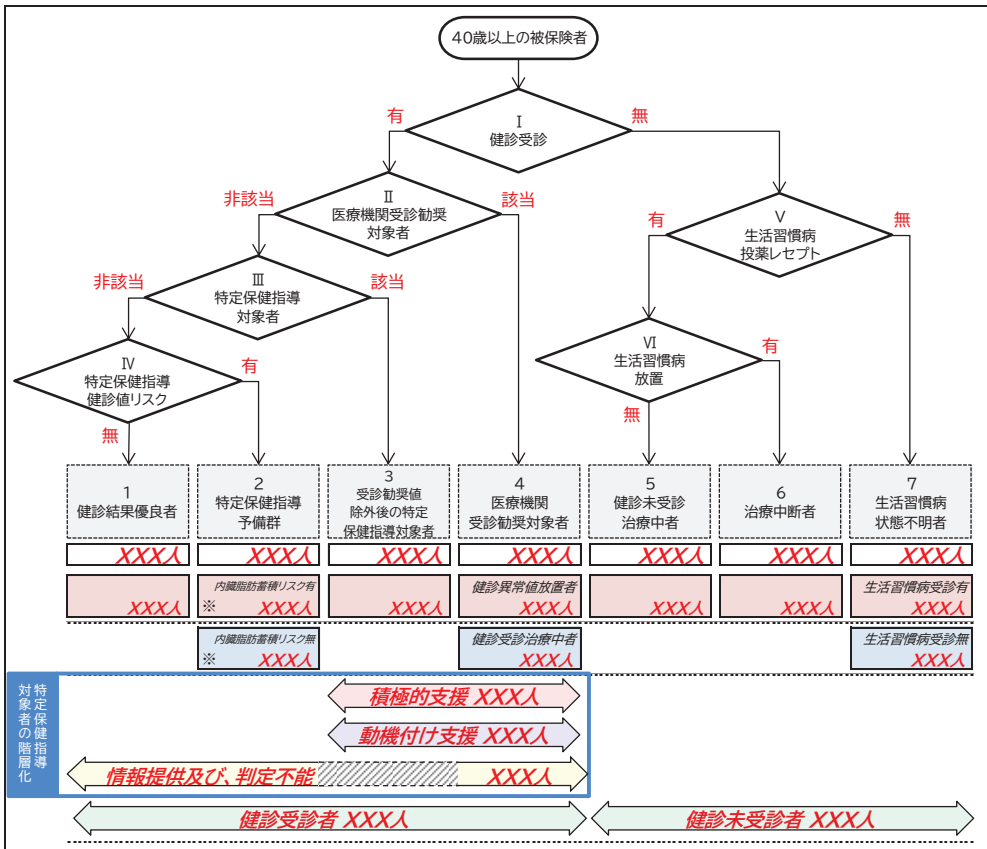 40歳以上の被保険者
Ⅰ
健診受診
有
無
Ⅱ
医療機関受診勧奨
対象者
非該当
該当
Ⅴ
生活習慣病
投薬レセプト
有
無
Ⅲ
特定保健指導
対象者
非該当
該当
Ⅳ
特定保健指導
健診値リスク
有
無
Ⅵ
生活習慣病
放置
有
無
1
健診結果優良者
2
特定保健指導
予備群
3
受診勧奨値
除外後の特定
保健指導対象者
4
医療機関
受診勧奨対象者
5
健診未受診
治療中者
6
治療中断者
7
生活習慣病
状態不明者
XXX人
XXX人
XXX人
XXX人
XXX人
XXX人
XXX人
XXX人
内臓脂肪蓄積リスク有
※ XXX人
XXX人
健診異常値放置者
XXX人
XXX人
XXX人
生活習慣病受診有
XXX人
内臓脂肪蓄積リスク無
※ XXX人
健診受診治療中者
XXX人
生活習慣病受診無
XXX人
特定保健指導
対象者の階層化
積極的支援 XXX人
動機付け支援 XXX人
情報提供及び、判定不能 XXX人
健診受診者 XXX人
健診未受診者 XXX人